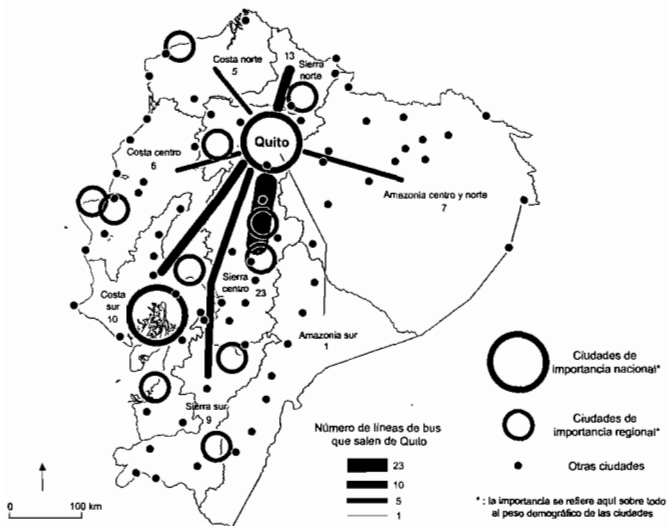 Costa norte
5
13
Sierra
norte
Quito
Costa centro
6
Amazonia centro y norte
7
Sierra
centro
23
Costa
sur
10
Amazonia sur
1
Sierra sur
9
Ciudades de
importancia nacional*
Ciudades de
importancia regional*
Otras ciudades
Número de líneas de bus
que salen de Quito
23
10
5
1
* : la importancia se refiere aquí sobre todo
al peso demográfico de las ciudades
0 100 km